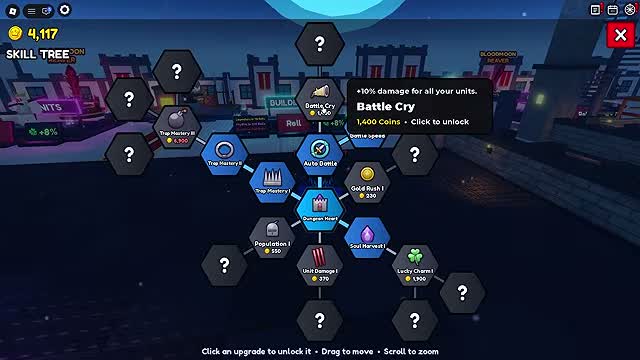 4,117
SKILL TREE
BLOODMOON
REAVER
?
?
?
+10% damage for all your units.
Battle Cry
1,400 Coins • Click to unlock
Battle Cry
1,400
BUILD
Roll
+8%
+8%
Trap Mastery III
6,900
Battle Speed
?
Trap Mastery II
Auto Battle
?
Trap Mastery I
Gold Rush I
230
Dungeon Heart
Population I
550
Soul Harvest I
?
Unit Damage I
370
Lucky Charm I
1,900
?
?
?
Click an upgrade to unlock it • Drag to move • Scroll to zoom